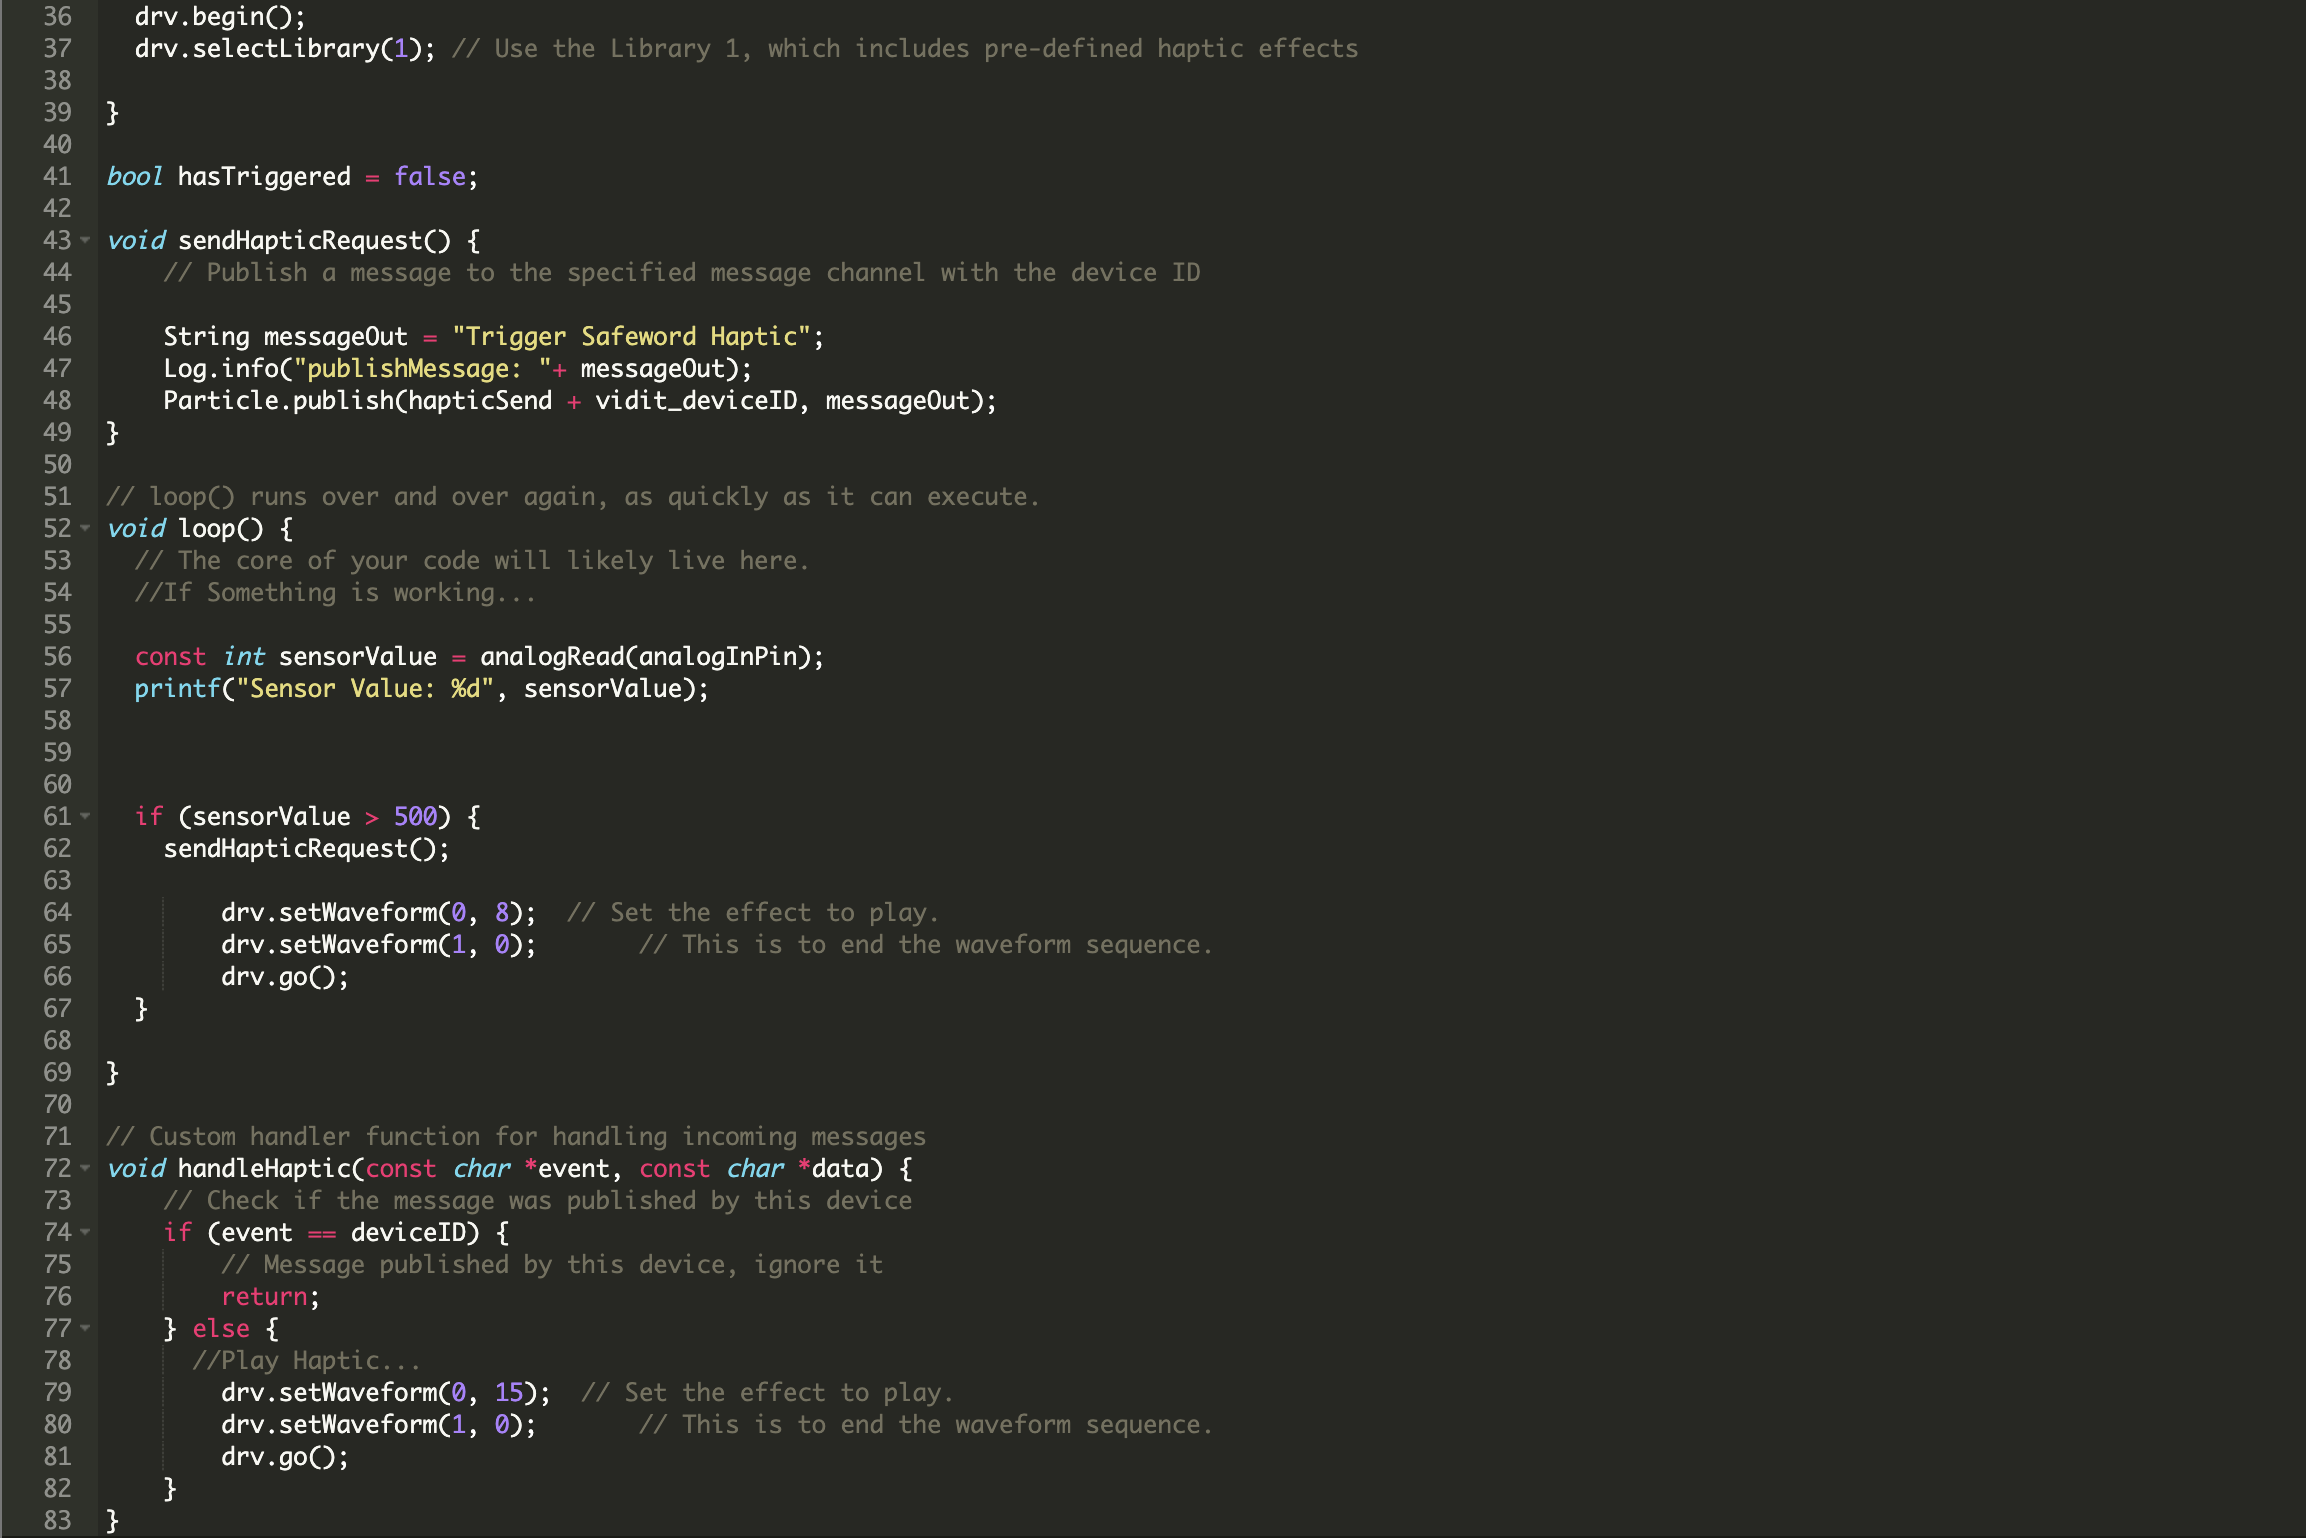 36 drv.begin();
37 drv.selectLibrary(1); // Use the Library 1, which includes pre-defined haptic effects
38
39 }
40
41 bool hasTriggered = false;
42
43 void sendHapticRequest() {
44 // Publish a message to the specified message channel with the device ID
45
46 String messageOut = "Trigger Safeword Haptic";
47 Log.info("publishMessage: "+ messageOut);
48 Particle.publish(hapticSend + vidit_deviceID, messageOut);
49 }
50
51 // loop() runs over and over again, as quickly as it can execute.
52 void loop() {
53 // The core of your code will likely live here.
54 //If Something is working...
55
56 const int sensorValue = analogRead(analogInPin);
57 printf("Sensor Value: %d", sensorValue);
58
59
60
61 if (sensorValue > 500) {
62 sendHapticRequest();
63
64 drv.setWaveform(0, 8); // Set the effect to play.
65 drv.setWaveform(1, 0); // This is to end the waveform sequence.
66 drv.go();
67 }
68
69 }
70
71 // Custom handler function for handling incoming messages
72 void handleHaptic(const char *event, const char *data) {
73 // Check if the message was published by this device
74 if (event == deviceID) {
75 // Message published by this device, ignore it
76 return;
77 } else {
78 //Play Haptic...
79 drv.setWaveform(0, 15); // Set the effect to play.
80 drv.setWaveform(1, 0); // This is to end the waveform sequence.
81 drv.go();
82 }
83 }